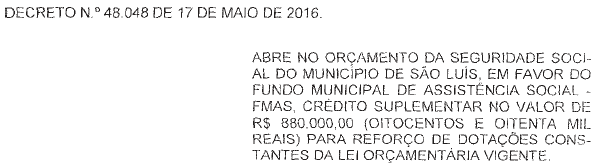 DECRETO N.º 48.048 DE 17 DE MAIO DE 2016.
ABRE NO ORÇAMENTO DA SEGURIDADE SOCI-
AL DO MUNICÍPIO DE SÃO LUÍS, EM FAVOR DO
FUNDO MUNICIPAL DE ASSISTÊNCIA SOCIAL -
FMAS, CRÉDITO SUPLEMENTAR NO VALOR DE
R$ 880.000,00 (OITOCENTOS E OITENTA MIL
REAIS) PARA REFORÇO DE DOTAÇÕES CONS-
TANTES DA LEI ORÇAMENTÁRIA VIGENTE.